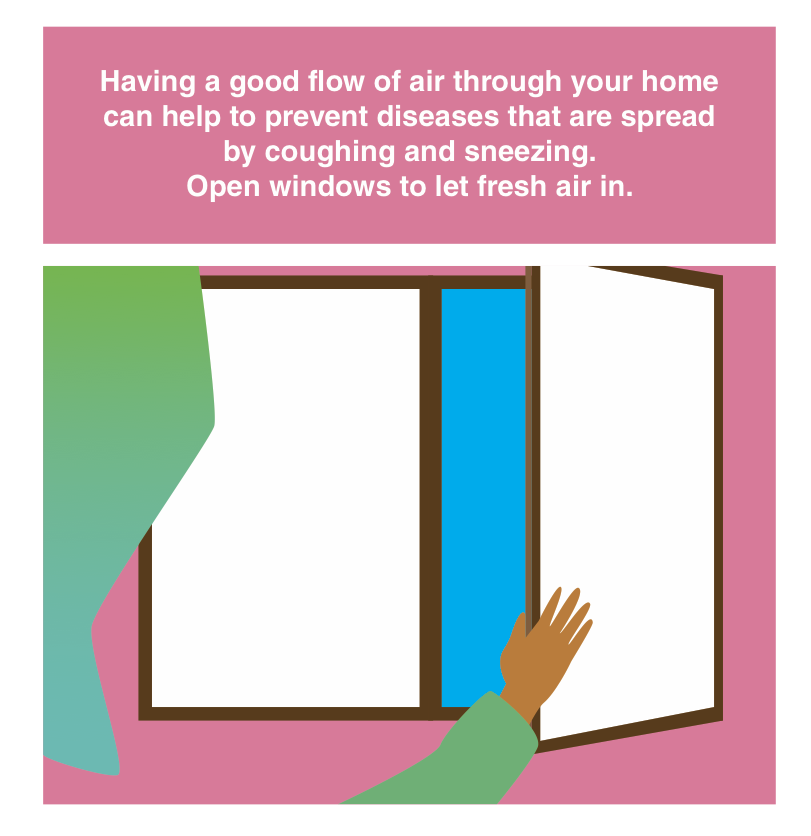 Having a good flow of air through your home
can help to prevent diseases that are spread
by coughing and sneezing.
Open windows to let fresh air in.